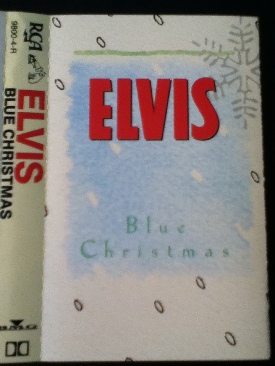 9800-4-R
RCA
ELVIS
BLUE CHRISTMAS
ELVIS
Blue
Christmas